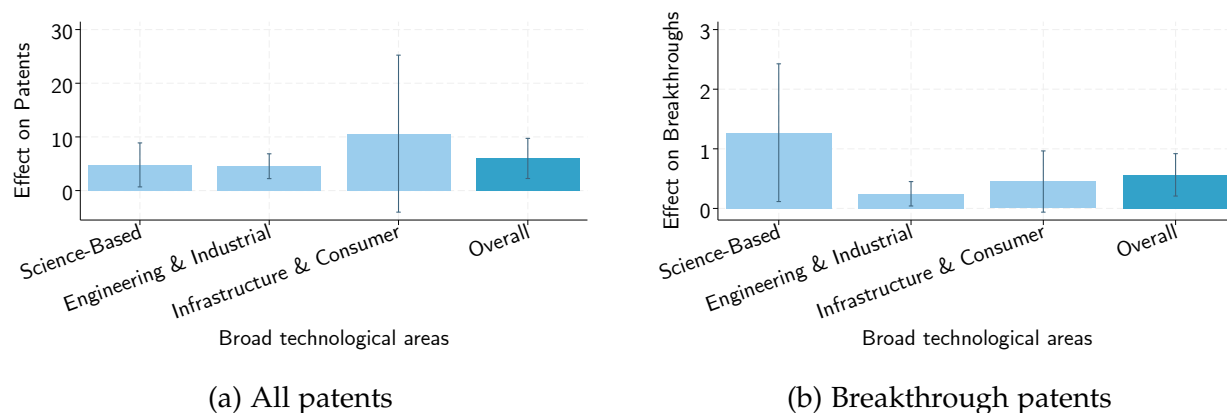 Effect on Patents
30
20
10
0
Science-Based
Engineering & Industrial
Infrastructure & Consumer
Overall
Broad technological areas
(a) All patents
Effect on Breakthroughs
3
2
1
0
Science-Based
Engineering & Industrial
Infrastructure & Consumer
Overall
Broad technological areas
(b) Breakthrough patents